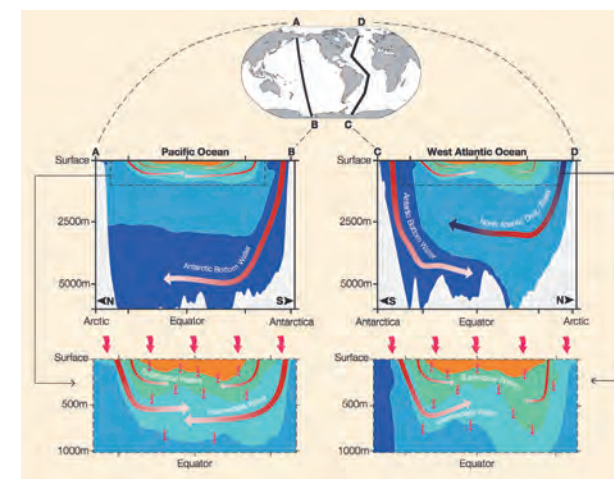 A D
B C
Pacific Ocean
West Atlantic Ocean
A B
C D
Surface
2500m
5000m
Antarctic Bottom Water
◄N
S►
Arctic Equator Antarctica
Surface
2500m
5000m
Antarctic Bottom Water
North Atlantic Deep Water
◄S
N►
Antarctica Equator Arctic
Surface
500m
1000m
Equator
Surface
500m
1000m
Equator